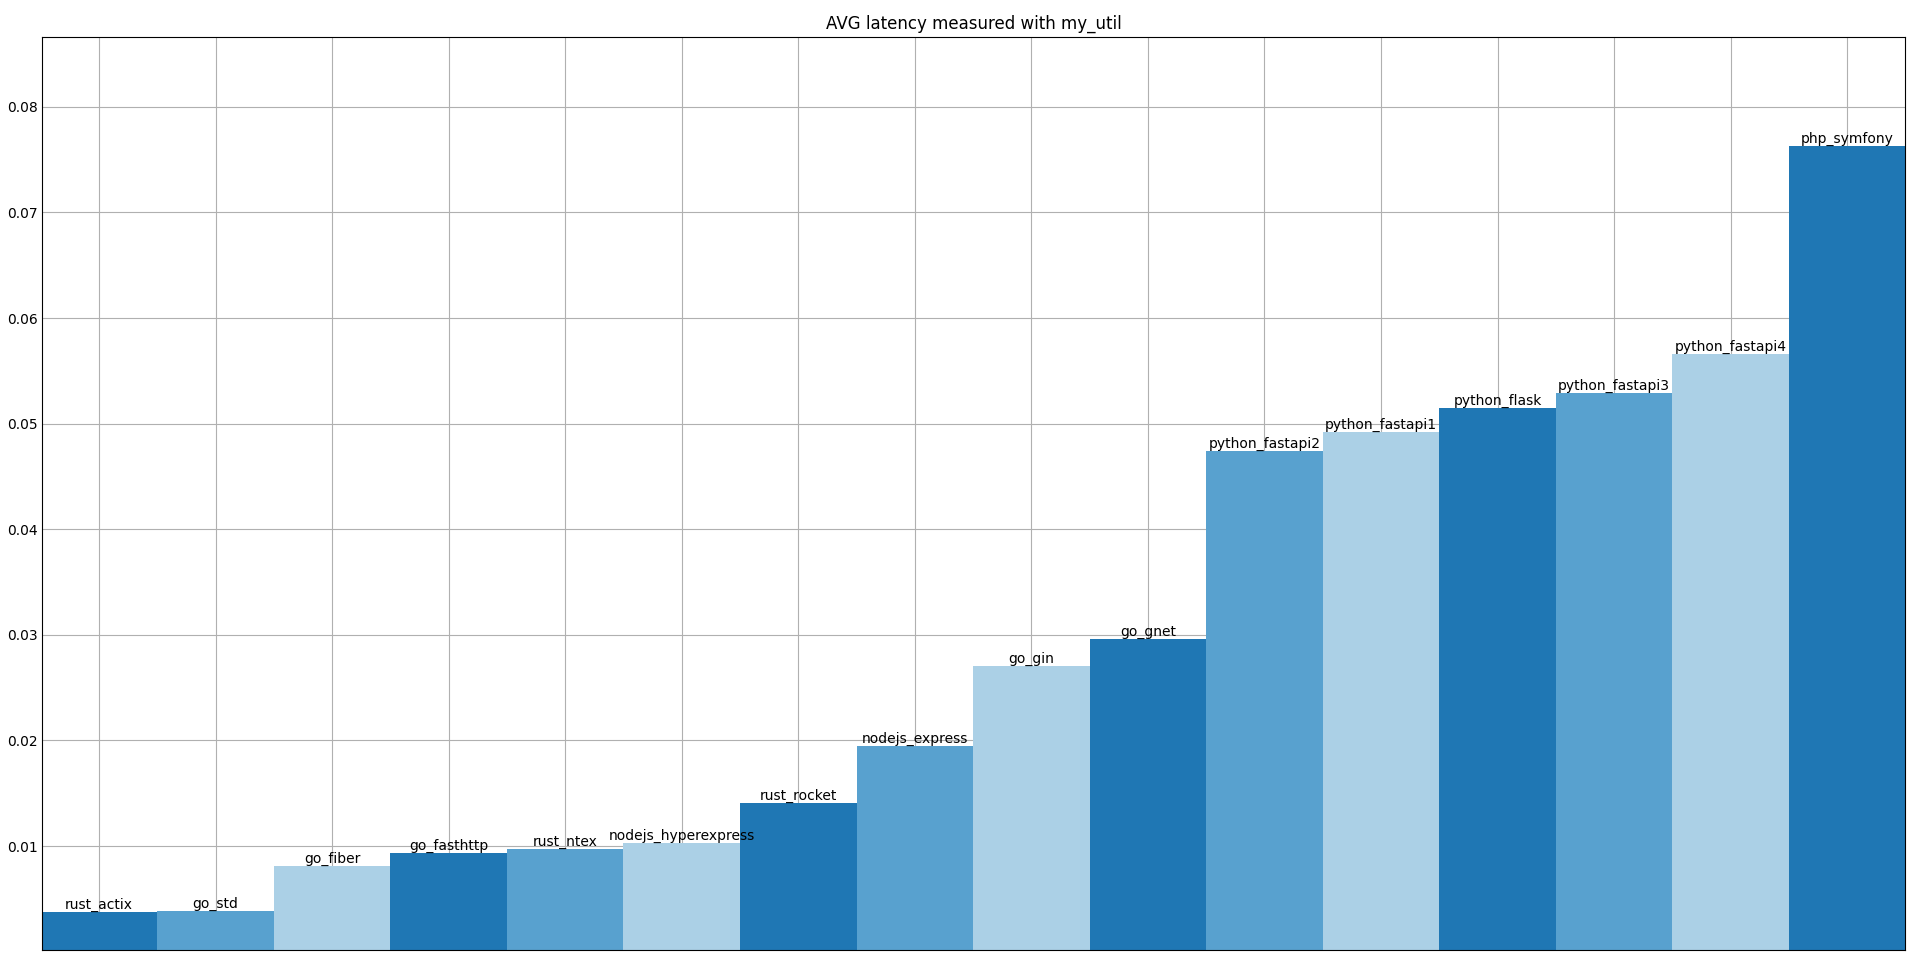 AVG latency measured with my_util
0.08
php_symfony
0.07
0.06
python_fastapi4
python_fastapi3
python_flask
0.05
python_fastapi1
python_fastapi2
0.04
0.03
go_gnet
go_gin
0.02
nodejs_express
rust_rocket
nodejs_hyperexpress
rust_ntex
0.01
go_fasthttp
go_fiber
go_std
rust_actix